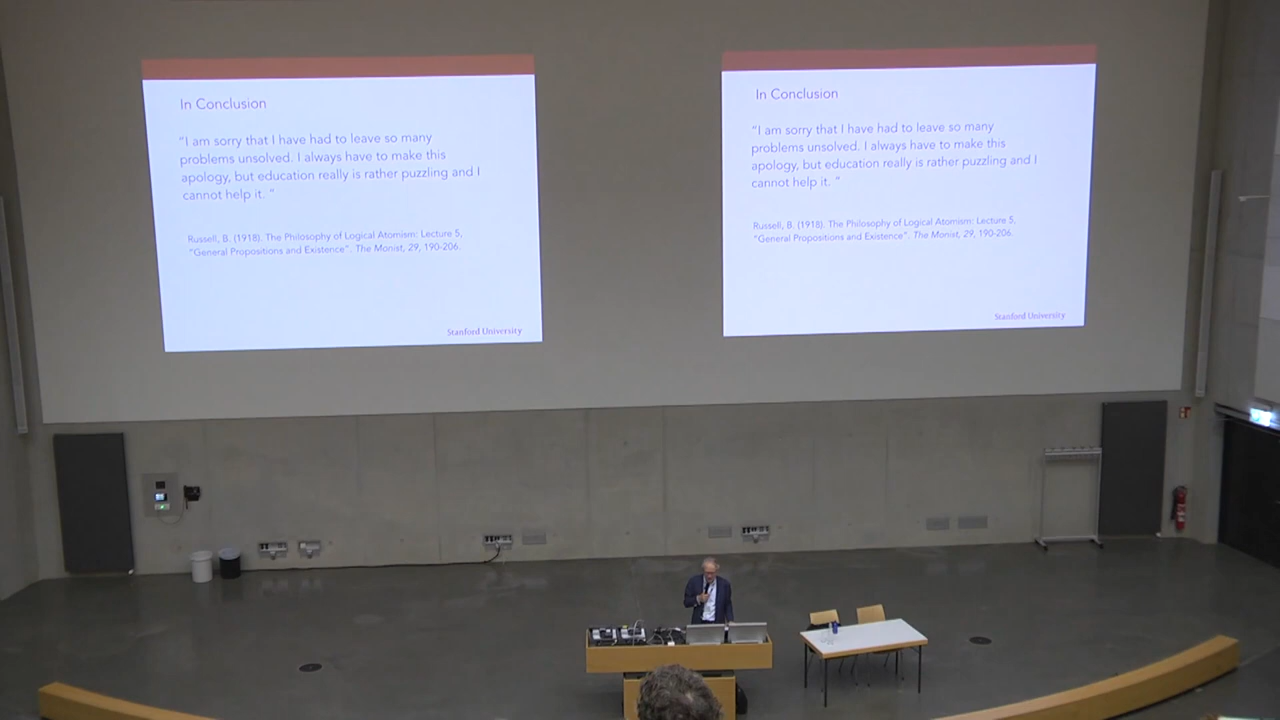 In Conclusion
“I am sorry that I have had to leave so many
problems unsolved. I always have to make this
apology, but education really is rather puzzling and I
cannot help it. ”
Russell, B. (1918). The Philosophy of Logical Atomism: Lecture 5,
“General Propositions and Existence”. The Monist, 29, 190-206.
Stanford University
In Conclusion
“I am sorry that I have had to leave so many
problems unsolved. I always have to make this
apology, but education really is rather puzzling and I
cannot help it. ”
Russell, B. (1918). The Philosophy of Logical Atomism: Lecture 5,
“General Propositions and Existence”. The Monist, 29, 190-206.
Stanford University